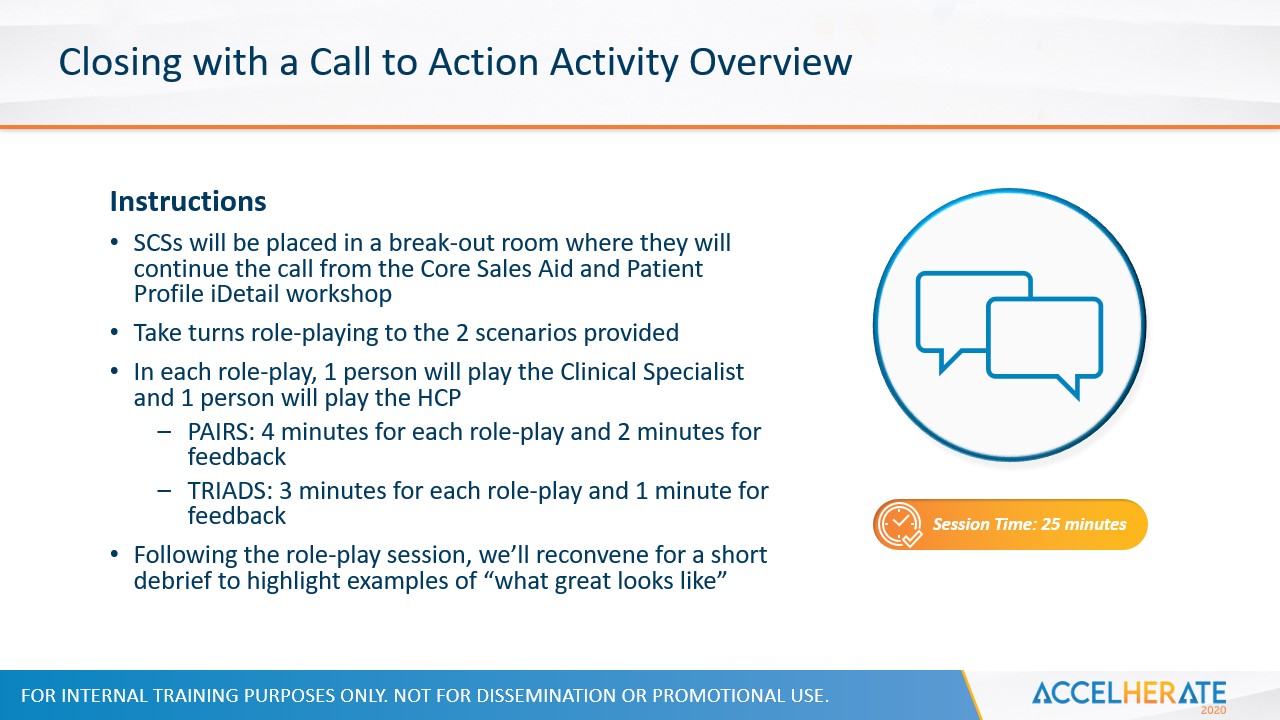 Closing with a Call to Action Activity Overview
Instructions
• SCSs will be placed in a break-out room where they will
continue the call from the Core Sales Aid and Patient
Profile iDetail workshop
• Take turns role-playing to the 2 scenarios provided
• In each role-play, 1 person will play the Clinical Specialist
and 1 person will play the HCP
– PAIRS: 4 minutes for each role-play and 2 minutes for
feedback
– TRIADS: 3 minutes for each role-play and 1 minute for
feedback
• Following the role-play session, we’ll reconvene for a short
debrief to highlight examples of “what great looks like”
Session Time: 25 minutes
FOR INTERNAL TRAINING PURPOSES ONLY. NOT FOR DISSEMINATION OR PROMOTIONAL USE.
ACCELHERATE
2020